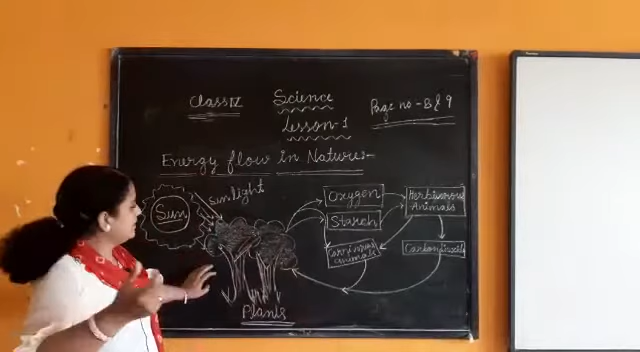 Class IV
Science
Page no - 8 & 9
Lesson-1
Energy flow in Nature:-
Sun
sunlight
Oxygen
Starch
Herbivorous
Animals
Carnivorous
animals
Plants